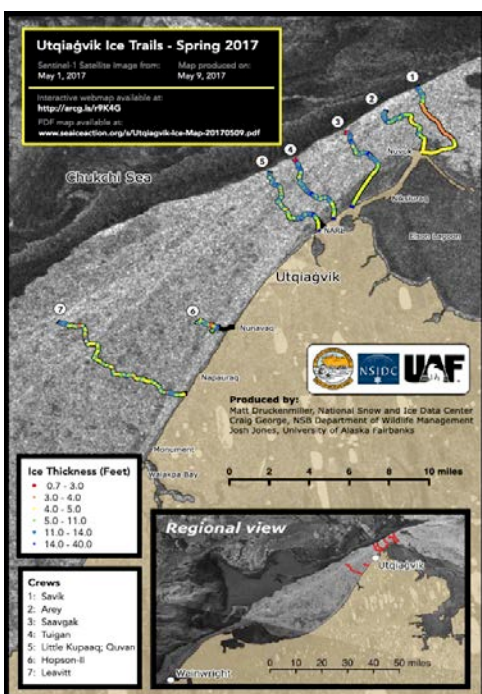 Utqiaġvik Ice Trails - Spring 2017
Sentinel-1 Satellite image from:
May 1, 2017
Map produced on:
May 9, 2017
Interactive webmap available at:
http://arcg.is/r9K4G
PDF map available at:
www.seaiceaction.org/s/Utqiagvik-Ice-Map-20170509.pdf
1
2
3
4
5
Nuvuk
Chukchi Sea
Niksiuraq
Elson Lagoon
NARL
Utqiaġvik
7
6
Nunavaq
Napauraq
NSIDC
UAF
Produced by:
Matt Druckenmiller, National Snow and Ice Data Center
Craig George, NSB Department of Wildlife Management
Josh Jones, University of Alaska Fairbanks
Monument
Walakpa Bay
0 2 4 6 8 10 miles
Ice Thickness (Feet)
0.7 - 3.0
3.0 - 4.0
4.0 - 5.0
5.0 - 11.0
11.0 - 14.0
14.0 - 40.0
Crews
1: Savik
2: Arey
3: Saavgak
4: Tuigan
5: Little Kupaaq; Quvan
6: Hopson-II
7: Leavitt
Regional view
Utqiaġvik
Wainwright
0 10 20 30 40 50 miles